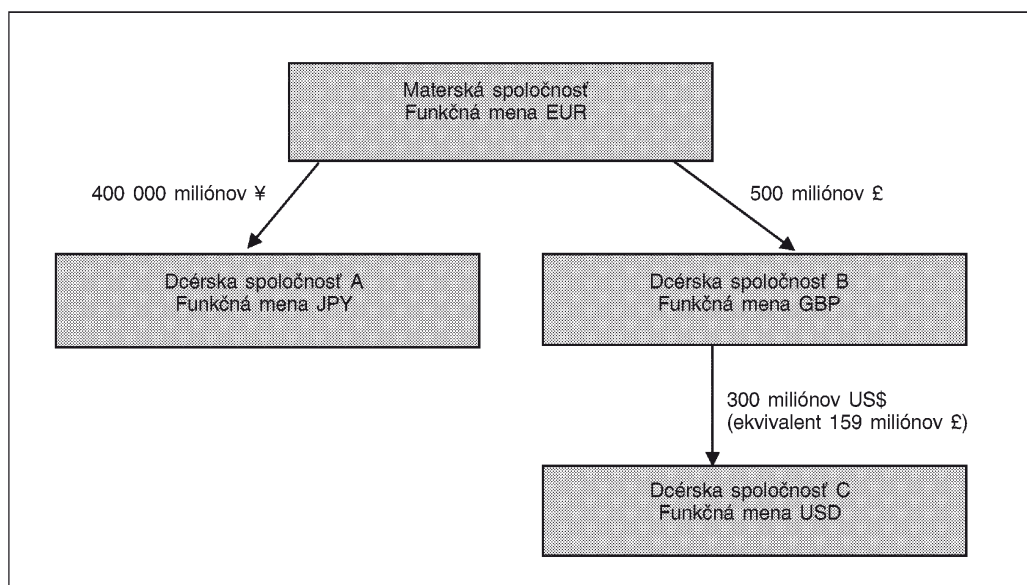 Materská spoločnosť
Funkčná mena EUR
400 000 miliónov ¥
500 miliónov £
Dcérska spoločnosť A
Funkčná mena JPY
Dcérska spoločnosť B
Funkčná mena GBP
300 miliónov US$
(ekvivalent 159 miliónov £)
Dcérska spoločnosť C
Funkčná mena USD